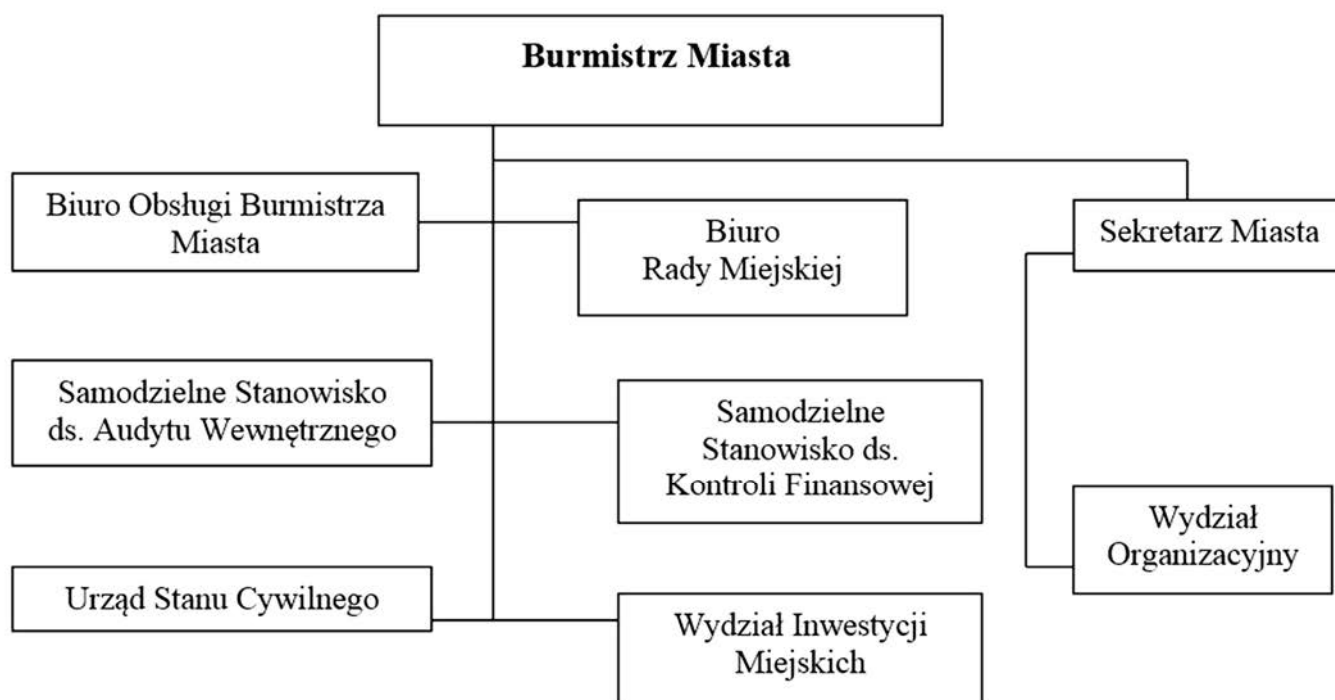 Burmistrz Miasta
Biuro Obsługi Burmistrza
Miasta
Biuro
Rady Miejskiej
Sekretarz Miasta
Samodzielne Stanowisko
ds. Audytu Wewnętrznego
Samodzielne
Stanowisko ds.
Kontroli Finansowej
Wydział
Organizacyjny
Urząd Stanu Cywilnego
Wydział Inwestycji
Miejskich